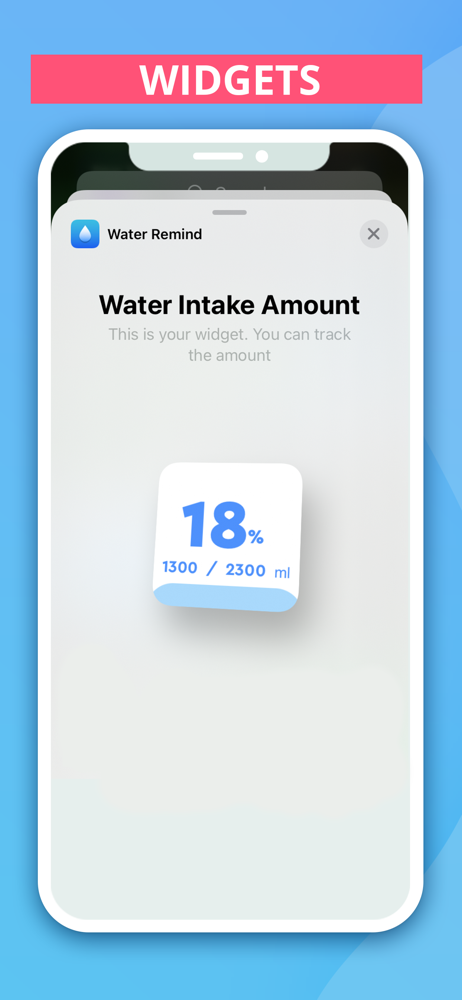 WIDGETS
Water Remind
Water Intake Amount
This is your widget. You can track
the amount
18%
1300 / 2300 ml